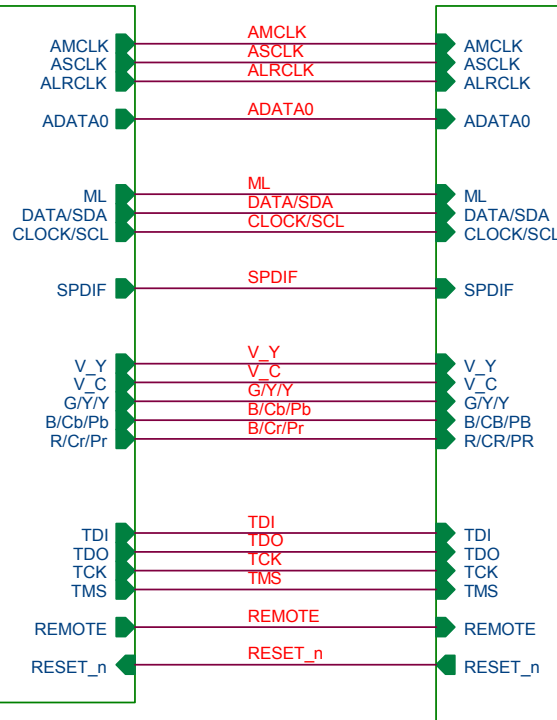 AMCLK AMCLK AMCLK
ASCLK ASCLK ASCLK
ALRCLK ALRCLK ALRCLK
ADATA0 ADATA0 ADATA0
ML ML ML
DATA/SDA DATA/SDA DATA/SDA
CLOCK/SCL CLOCK/SCL CLOCK/SCL
SPDIF SPDIF SPDIF
V_Y V_Y V_Y
V_C V_C V_C
G/Y/Y G/Y/Y G/Y/Y
B/Cb/Pb B/Cb/Pb B/CB/PB
R/Cr/Pr B/Cr/Pr R/CR/PR
TDI TDI TDI
TDO TDO TDO
TCK TCK TCK
TMS TMS TMS
REMOTE REMOTE REMOTE
RESET_n RESET_n RESET_n